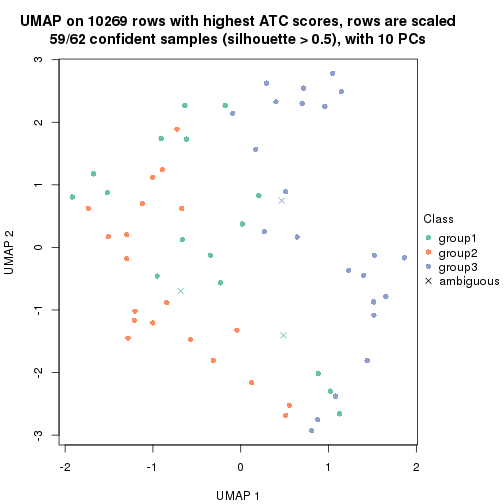 UMAP on 10269 rows with highest ATC scores, rows are scaled
59/62 confident samples (silhouette > 0.5), with 10 PCs
3
2
1
0
-1
-2
-3
UMAP 2
-2
-1
0
1
2
UMAP 1
Class
group1
group2
group3
ambiguous